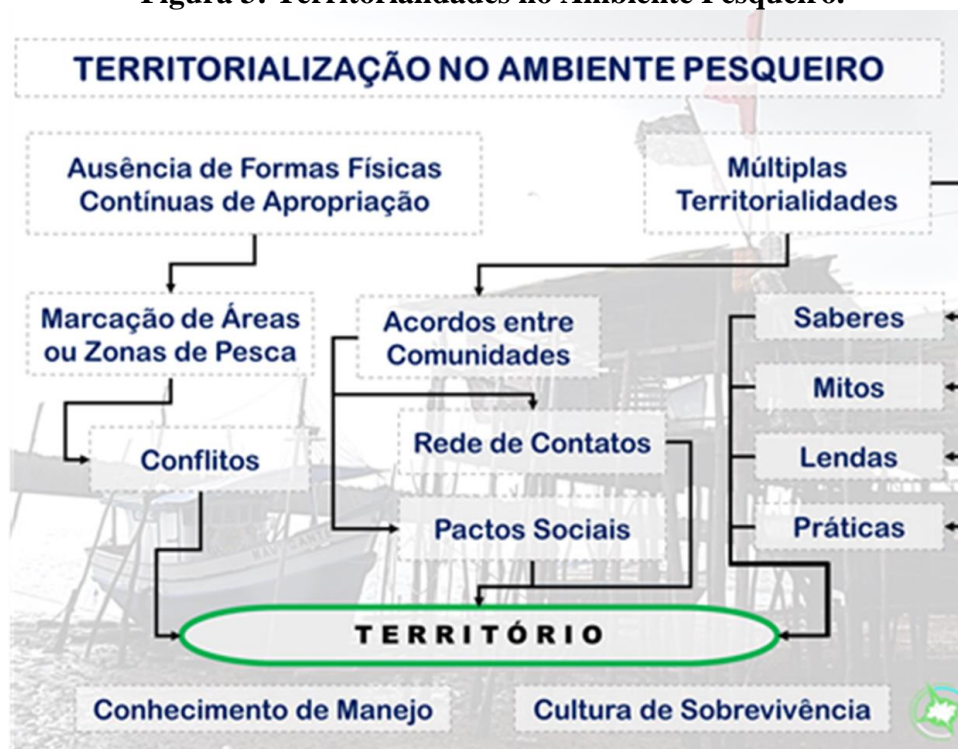 Figura 3: Territorialidades no Ambiente Pesqueiro.
TERRITORIALIZAÇÃO NO AMBIENTE PESQUEIRO
Ausência de Formas Físicas
Contínuas de Apropriação
Múltiplas
Territorialidades
Marcação de Áreas
ou Zonas de Pesca
Acordos entre
Comunidades
Saberes
Mitos
Conflitos
Rede de Contatos
Lendas
Pactos Sociais
Práticas
TERRITÓRIO
Conhecimento de Manejo
Cultura de Sobrevivência